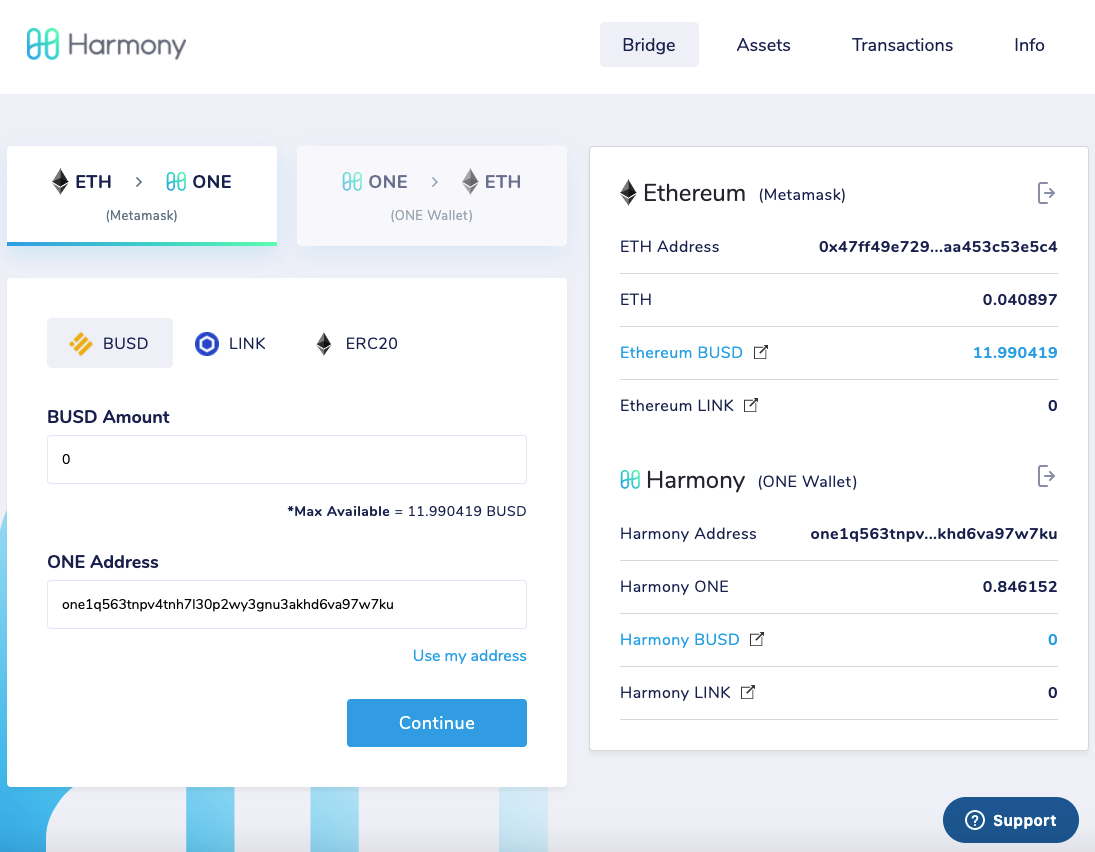 Harmony
Bridge
Assets
Transactions
Info
ETH > ONE
(Metamask)
ONE > ETH
(ONE Wallet)
BUSD
LINK
ERC20
BUSD Amount
0
*Max Available = 11.990419 BUSD
ONE Address
one1q563tnpv4tnh7l30p2wy3gnu3akhd6va97w7ku
Use my address
Continue
Ethereum (Metamask)
ETH Address 0x47ff49e729...aa453c53e5c4
ETH 0.040897
Ethereum BUSD 11.990419
Ethereum LINK 0
Harmony (ONE Wallet)
Harmony Address one1q563tnpv...khd6va97w7ku
Harmony ONE 0.846152
Harmony BUSD 0
Harmony LINK 0
? Support